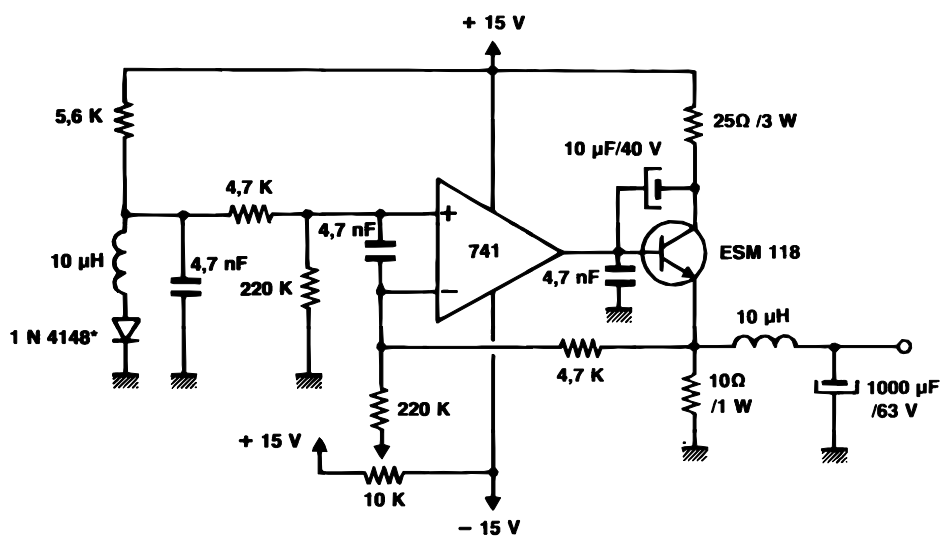 + 15 V
5,6 K
25Ω /3 W
10 µF/40 V
4,7 K
4,7 nF
+
741
ESM 118
10 µH
4,7 nF
220 K
4,7 nF
−
10 µH
1 N 4148*
4,7 K
10Ω
/1 W
1000 µF
/63 V
220 K
+ 15 V
10 K
− 15 V